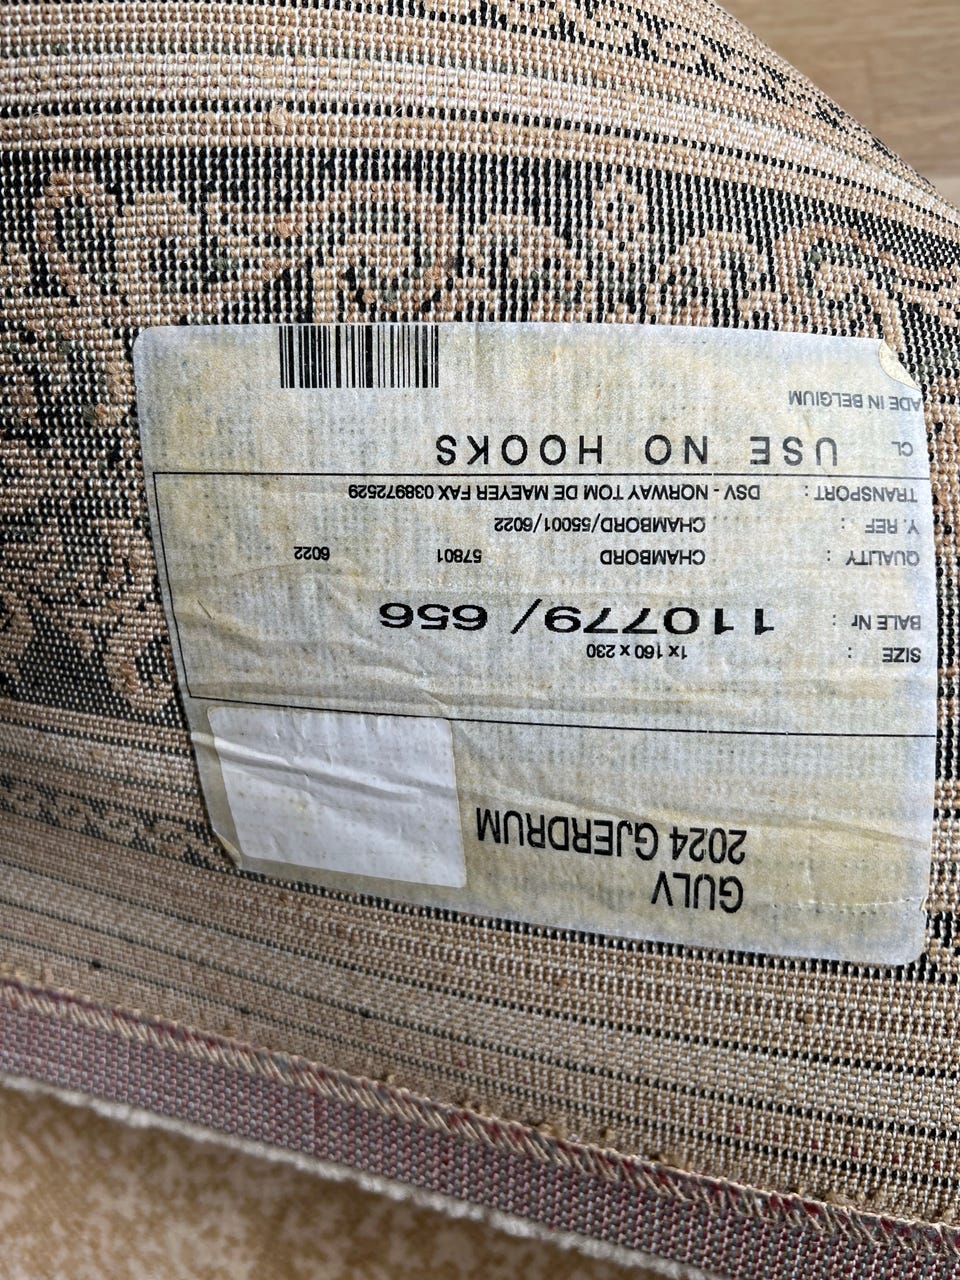 GULV
2024 GJERDRUM
SIZE : 1x 160 x 230
BALE Nr : 110779/ 656
QUALITY : CHAMBORD 57801 6022
Y. REF : CHAMBORD/55001/6022
TRANSPORT : DSV - NORWAY TOM DE MAEYER FAX 038972529
CL USE NO HOOKS
ADE IN BELGIUM